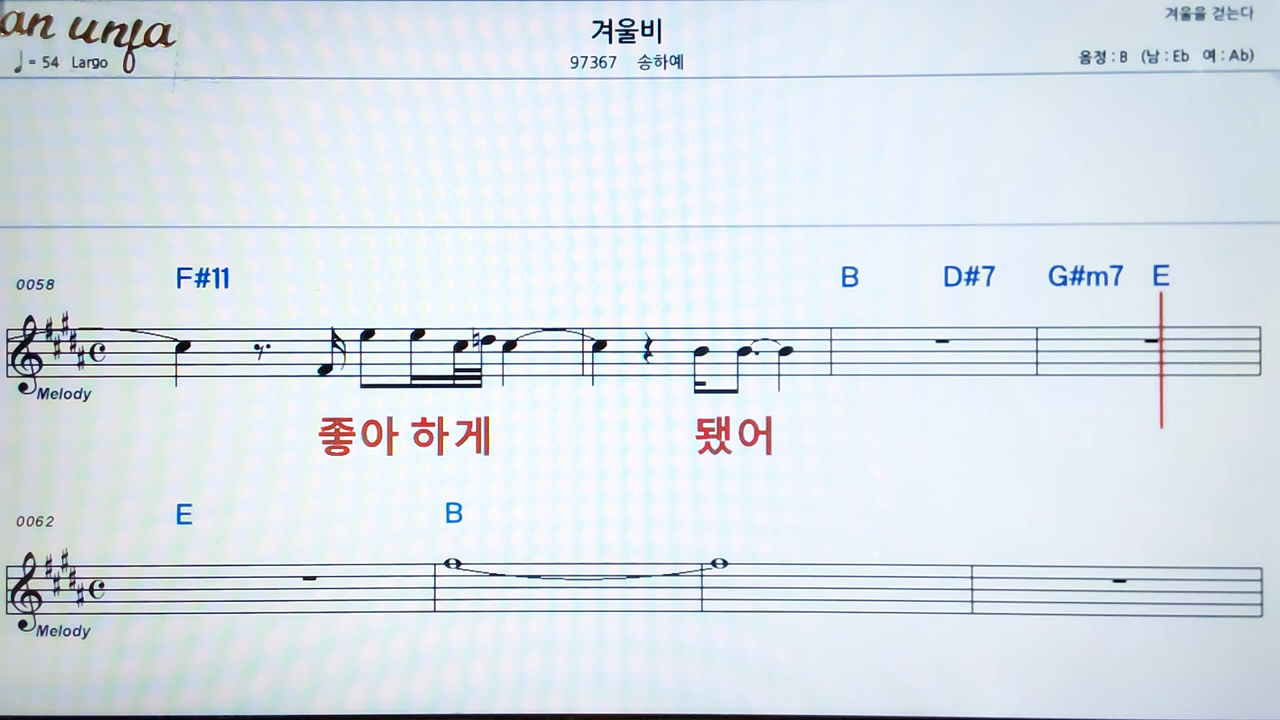 an unfa
겨울비
겨울을 걷는다
♩= 54 Largo
97367 송하예
음정 : B (남 : Eb 여 : Ab)
0058
F#11 B D#7 G#m7 E
Melody
좋아 하게 됐어
0062
E B
Melody